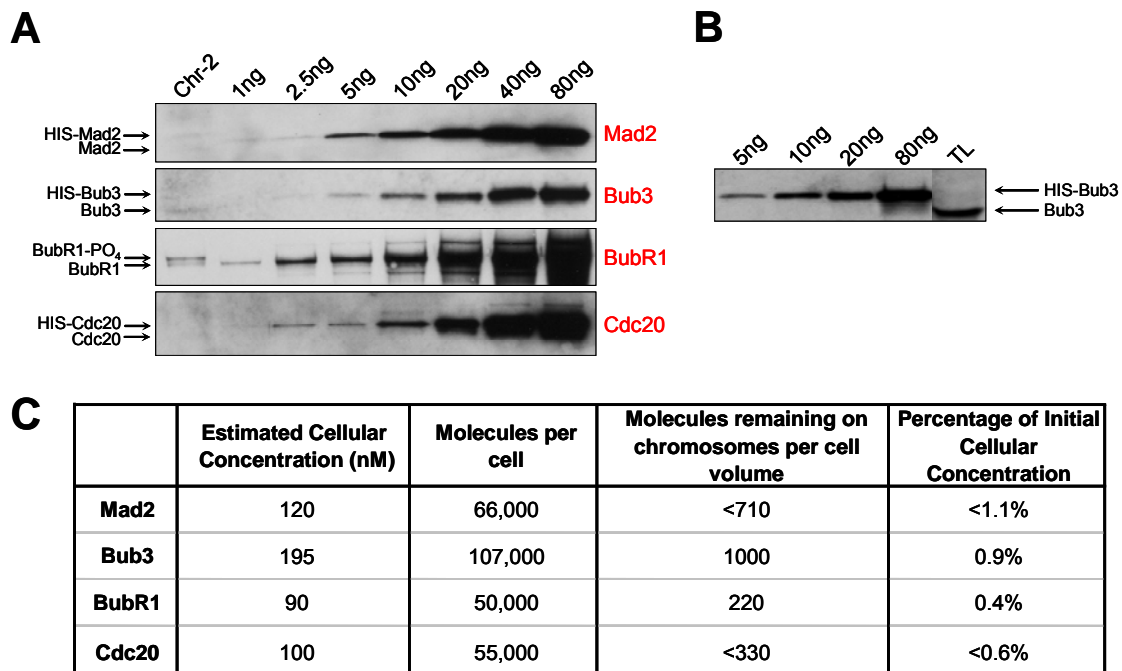 A
Chr-2 1ng 2.5ng 5ng 10ng 20ng 40ng 80ng
HIS-Mad2
Mad2
Mad2
HIS-Bub3
Bub3
Bub3
BubR1-PO4
BubR1
BubR1
HIS-Cdc20
Cdc20
Cdc20
B
5ng 10ng 20ng 80ng TL
HIS-Bub3
Bub3
C
Estimated Cellular
Concentration (nM)
Molecules per
cell
Molecules remaining on
chromosomes per cell
volume
Percentage of Initial
Cellular
Concentration
Mad2 120 66,000 <710 <1.1%
Bub3 195 107,000 1000 0.9%
BubR1 90 50,000 220 0.4%
Cdc20 100 55,000 <330 <0.6%